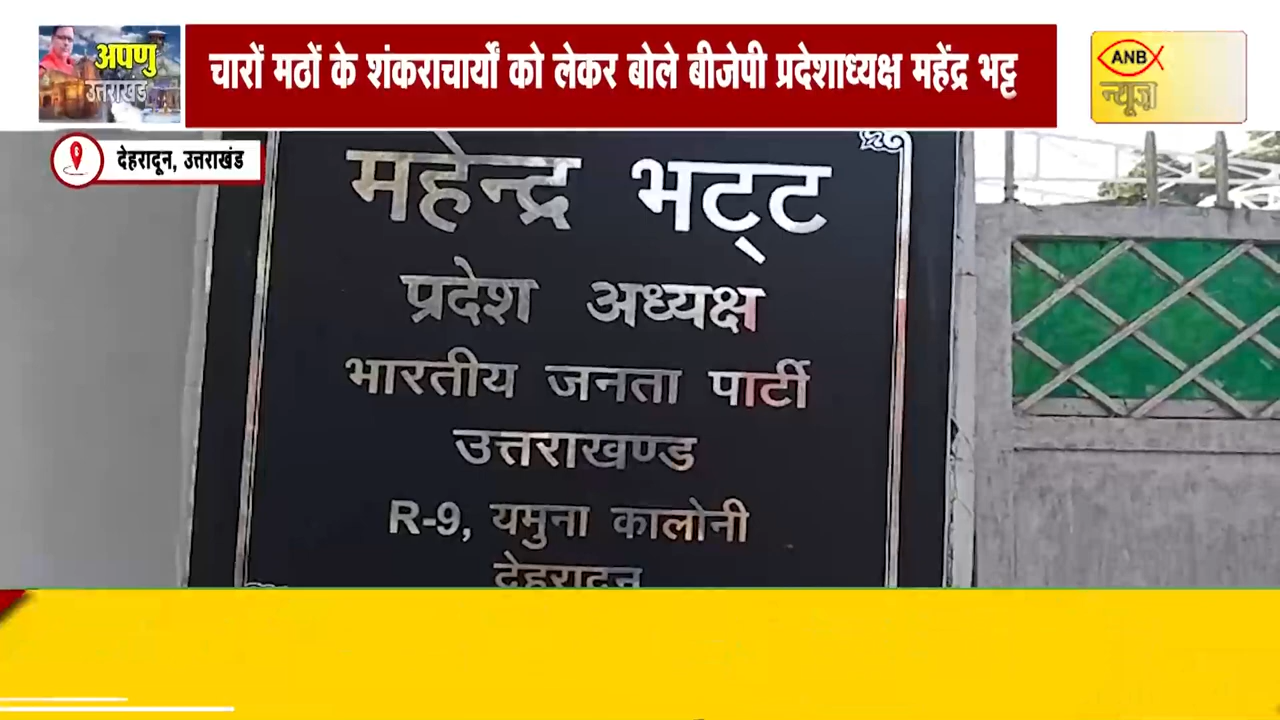 अपणु
उत्तराखंड
चारों मठों के शंकराचार्यों को लेकर बोले बीजेपी प्रदेशाध्यक्ष महेंद्र भट्ट
ANB
न्यूज़
देहरादून, उत्तराखंड
महेन्द्र भट्ट
प्रदेश अध्यक्ष
भारतीय जनता पार्टी
उत्तराखण्ड
R-9, यमुना कालोनी
देहरादून